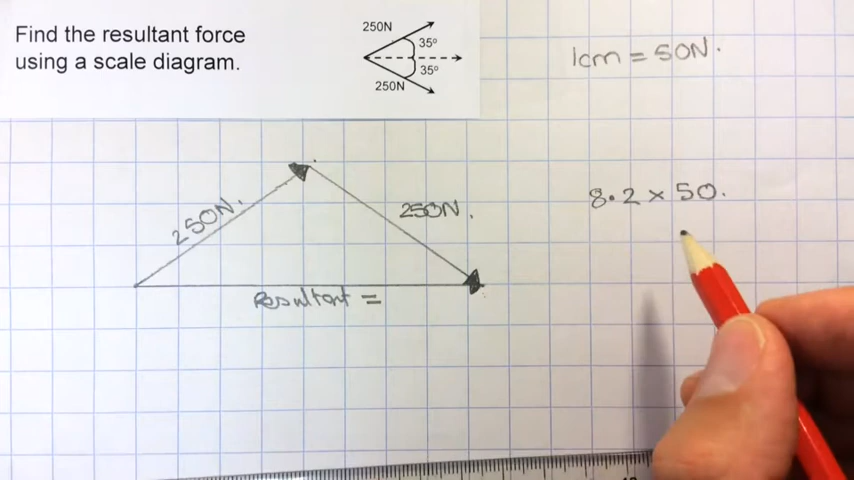 Find the resultant force
using a scale diagram.
250N
35°
35°
250N
1cm = 50N.
250N.
250N.
8.2 × 50.
resultant =